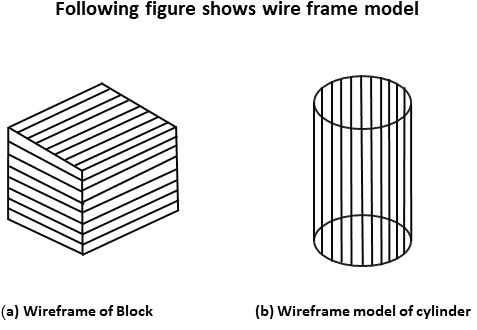 Following figure shows wire frame model
(a) Wireframe of Block
(b) Wireframe model of cylinder